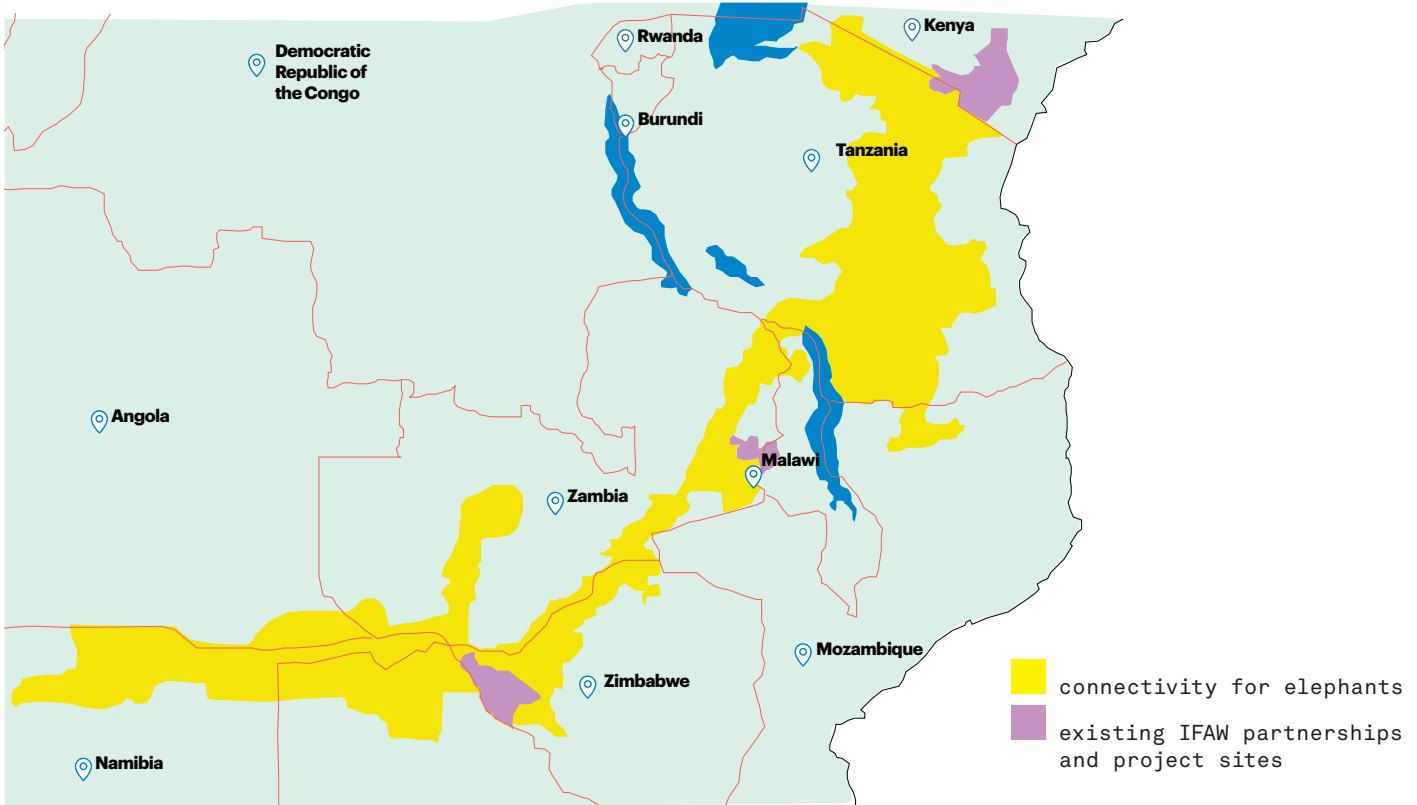 Democratic
Republic of
the Congo
Rwanda
Kenya
Burundi
Tanzania
Angola
Malawi
Zambia
Mozambique
Zimbabwe
Namibia
connectivity for elephants
existing IFAW partnerships
and project sites